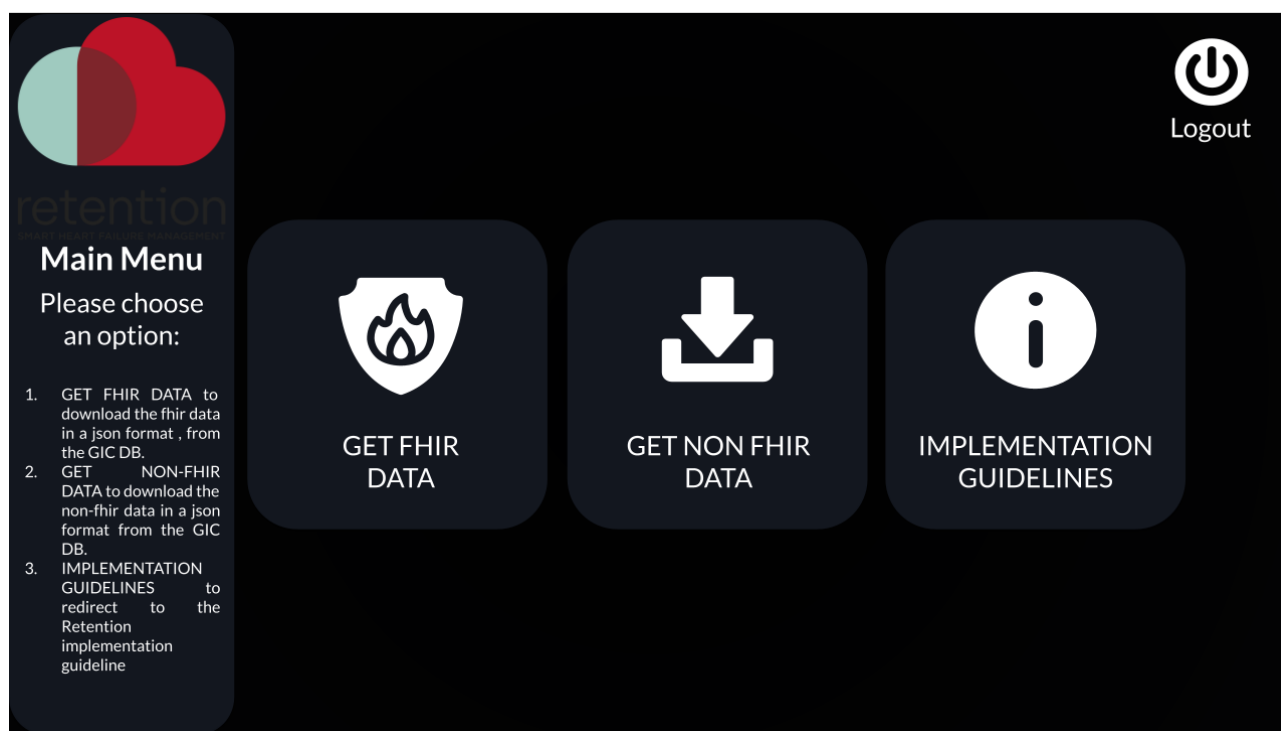 retention
SMART HEART FAILURE MANAGEMENT
Main Menu
Please choose
an option:
1. GET FHIR DATA to
download the fhir data
in a json format , from
the GIC DB.
2. GET NON-FHIR
DATA to download the
non-fhir data in a json
format from the GIC
DB.
3. IMPLEMENTATION
GUIDELINES to
redirect to the
Retention
implementation
guideline
Logout
GET FHIR
DATA
GET NON FHIR
DATA
IMPLEMENTATION
GUIDELINES